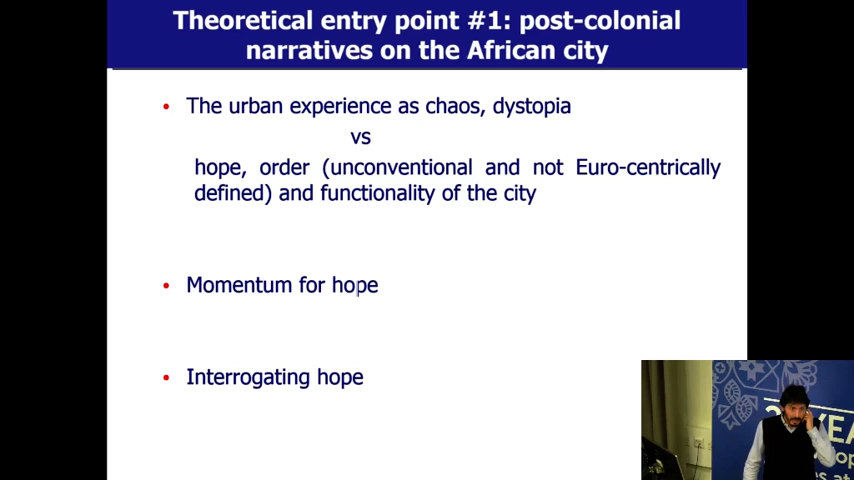 Theoretical entry point #1: post-colonial
narratives on the African city
• The urban experience as chaos, dystopia
vs
hope, order (unconventional and not Euro-centrically
defined) and functionality of the city
• Momentum for hope
• Interrogating hope
YEA